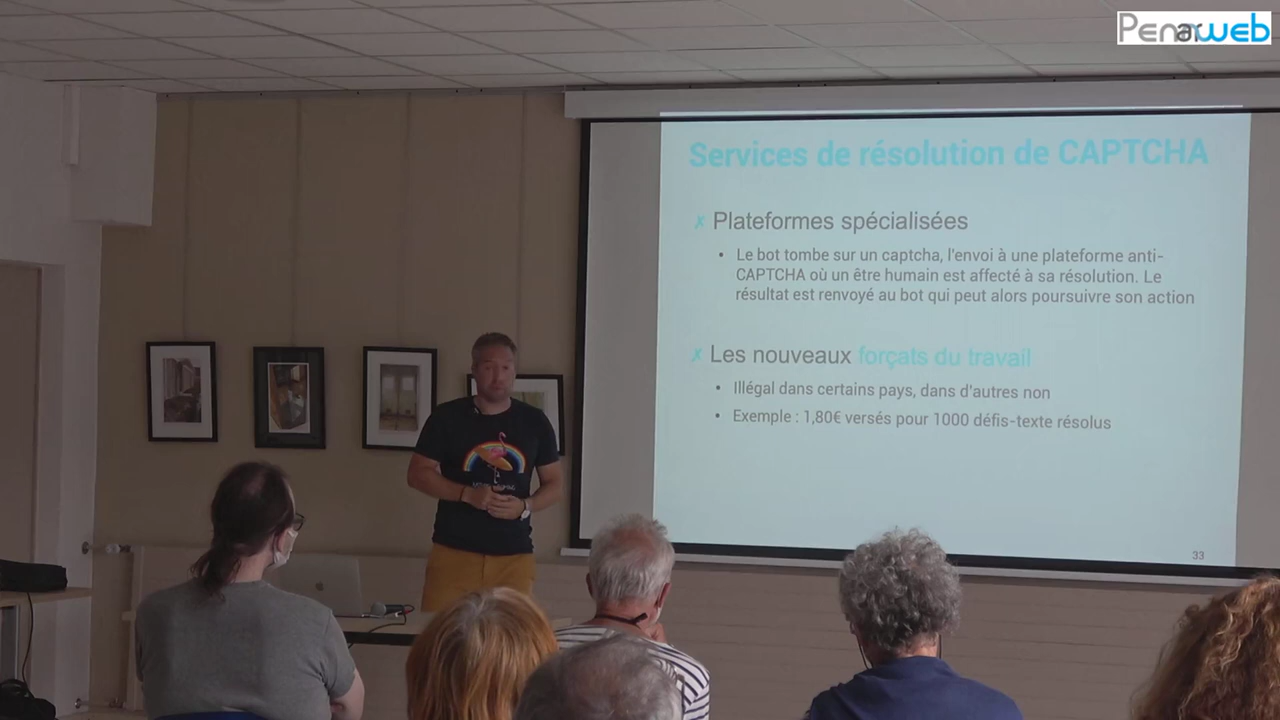 Penarweb
Services de résolution de CAPTCHA
✗ Plateformes spécialisées
• Le bot tombe sur un captcha, l'envoi à une plateforme anti-
CAPTCHA où un être humain est affecté à sa résolution. Le
résultat est renvoyé au bot qui peut alors poursuivre son action
✗ Les nouveaux forçats du travail
• Illégal dans certains pays, dans d'autres non
• Exemple : 1,80€ versés pour 1000 défis-texte résolus
33